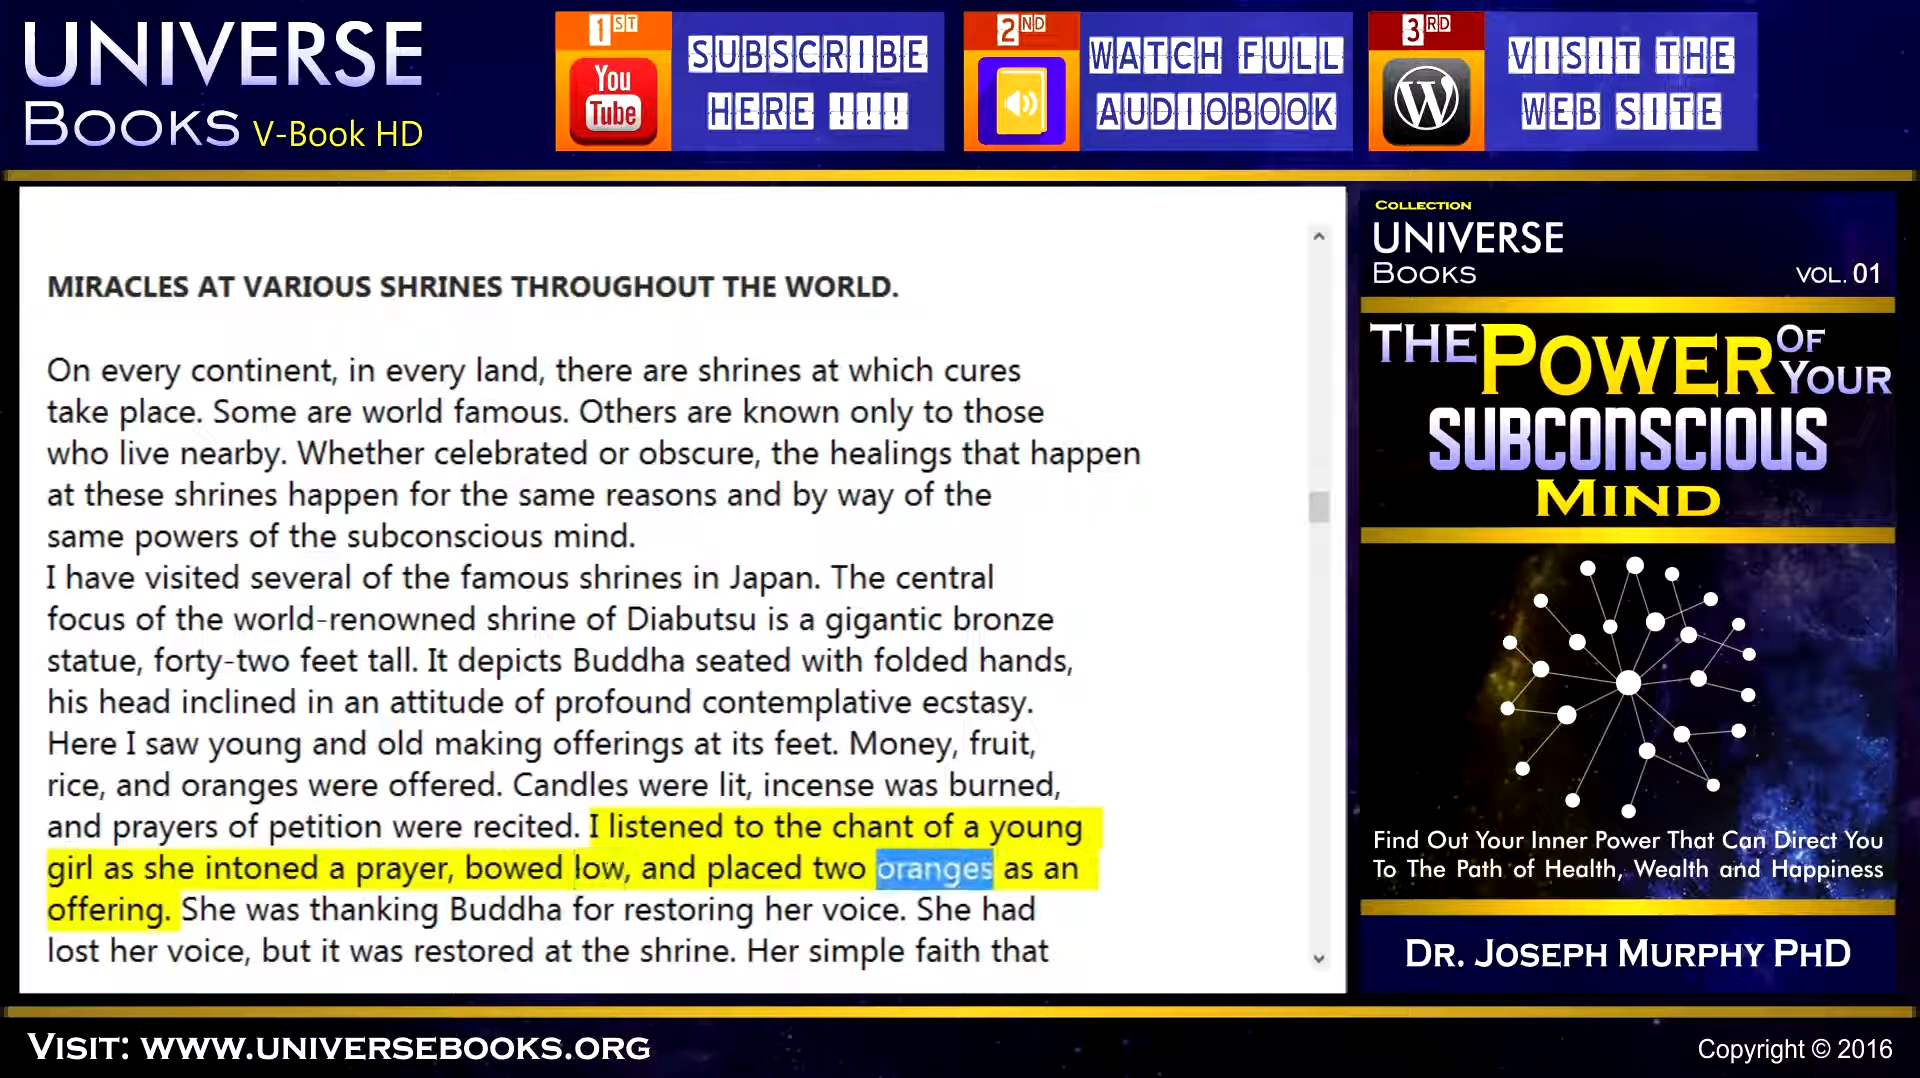 UNIVERSE
BOOKS V-Book HD
1ST
You
Tube
SUBSCRIBE
HERE !!!
2ND
WATCH FULL
AUDIOBOOK
3RD
W
VISIT THE
WEB SITE
MIRACLES AT VARIOUS SHRINES THROUGHOUT THE WORLD.
On every continent, in every land, there are shrines at which cures
take place. Some are world famous. Others are known only to those
who live nearby. Whether celebrated or obscure, the healings that happen
at these shrines happen for the same reasons and by way of the
same powers of the subconscious mind.
I have visited several of the famous shrines in Japan. The central
focus of the world-renowned shrine of Diabutsu is a gigantic bronze
statue, forty-two feet tall. It depicts Buddha seated with folded hands,
his head inclined in an attitude of profound contemplative ecstasy.
Here I saw young and old making offerings at its feet. Money, fruit,
rice, and oranges were offered. Candles were lit, incense was burned,
and prayers of petition were recited. I listened to the chant of a young
girl as she intoned a prayer, bowed low, and placed two oranges as an
offering. She was thanking Buddha for restoring her voice. She had
lost her voice, but it was restored at the shrine. Her simple faith that
COLLECTION
UNIVERSE
BOOKS
VOL. 01
THE POWER OF YOUR
SUBCONSCIOUS
MIND
Find Out Your Inner Power That Can Direct You
To The Path of Health, Wealth and Happiness
DR. JOSEPH MURPHY PHD
VISIT: WWW.UNIVERSEBOOKS.ORG
Copyright © 2016